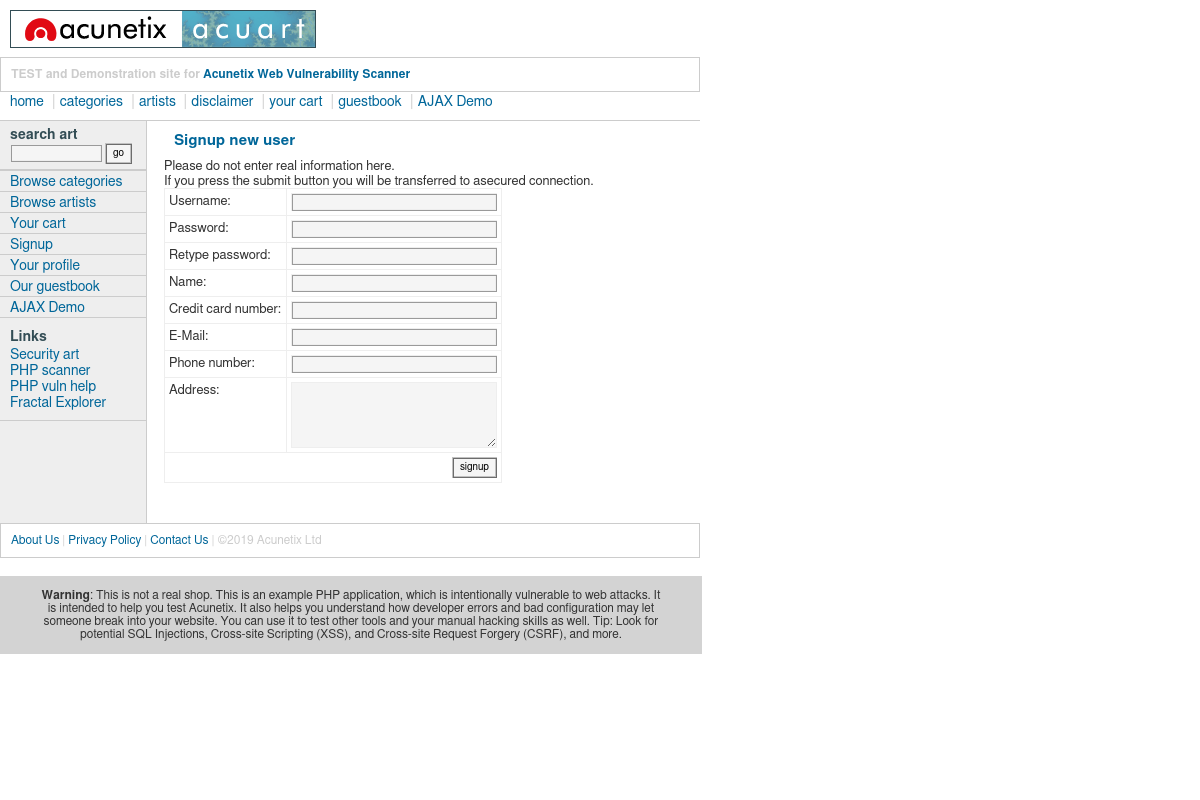 acunetix acuart
TEST and Demonstration site for Acunetix Web Vulnerability Scanner
home | categories | artists | disclaimer | your cart | guestbook | AJAX Demo
search art
go
Browse categories
Browse artists
Your cart
Signup
Your profile
Our guestbook
AJAX Demo
Links
Security art
PHP scanner
PHP vuln help
Fractal Explorer
Signup new user
Please do not enter real information here.
If you press the submit button you will be transferred to asecured connection.
Username:
Password:
Retype password:
Name:
Credit card number:
E-Mail:
Phone number:
Address:
signup
About Us | Privacy Policy | Contact Us | ©2019 Acunetix Ltd
Warning: This is not a real shop. This is an example PHP application, which is intentionally vulnerable to web attacks. It
is intended to help you test Acunetix. It also helps you understand how developer errors and bad configuration may let
someone break into your website. You can use it to test other tools and your manual hacking skills as well. Tip: Look for
potential SQL Injections, Cross-site Scripting (XSS), and Cross-site Request Forgery (CSRF), and more.